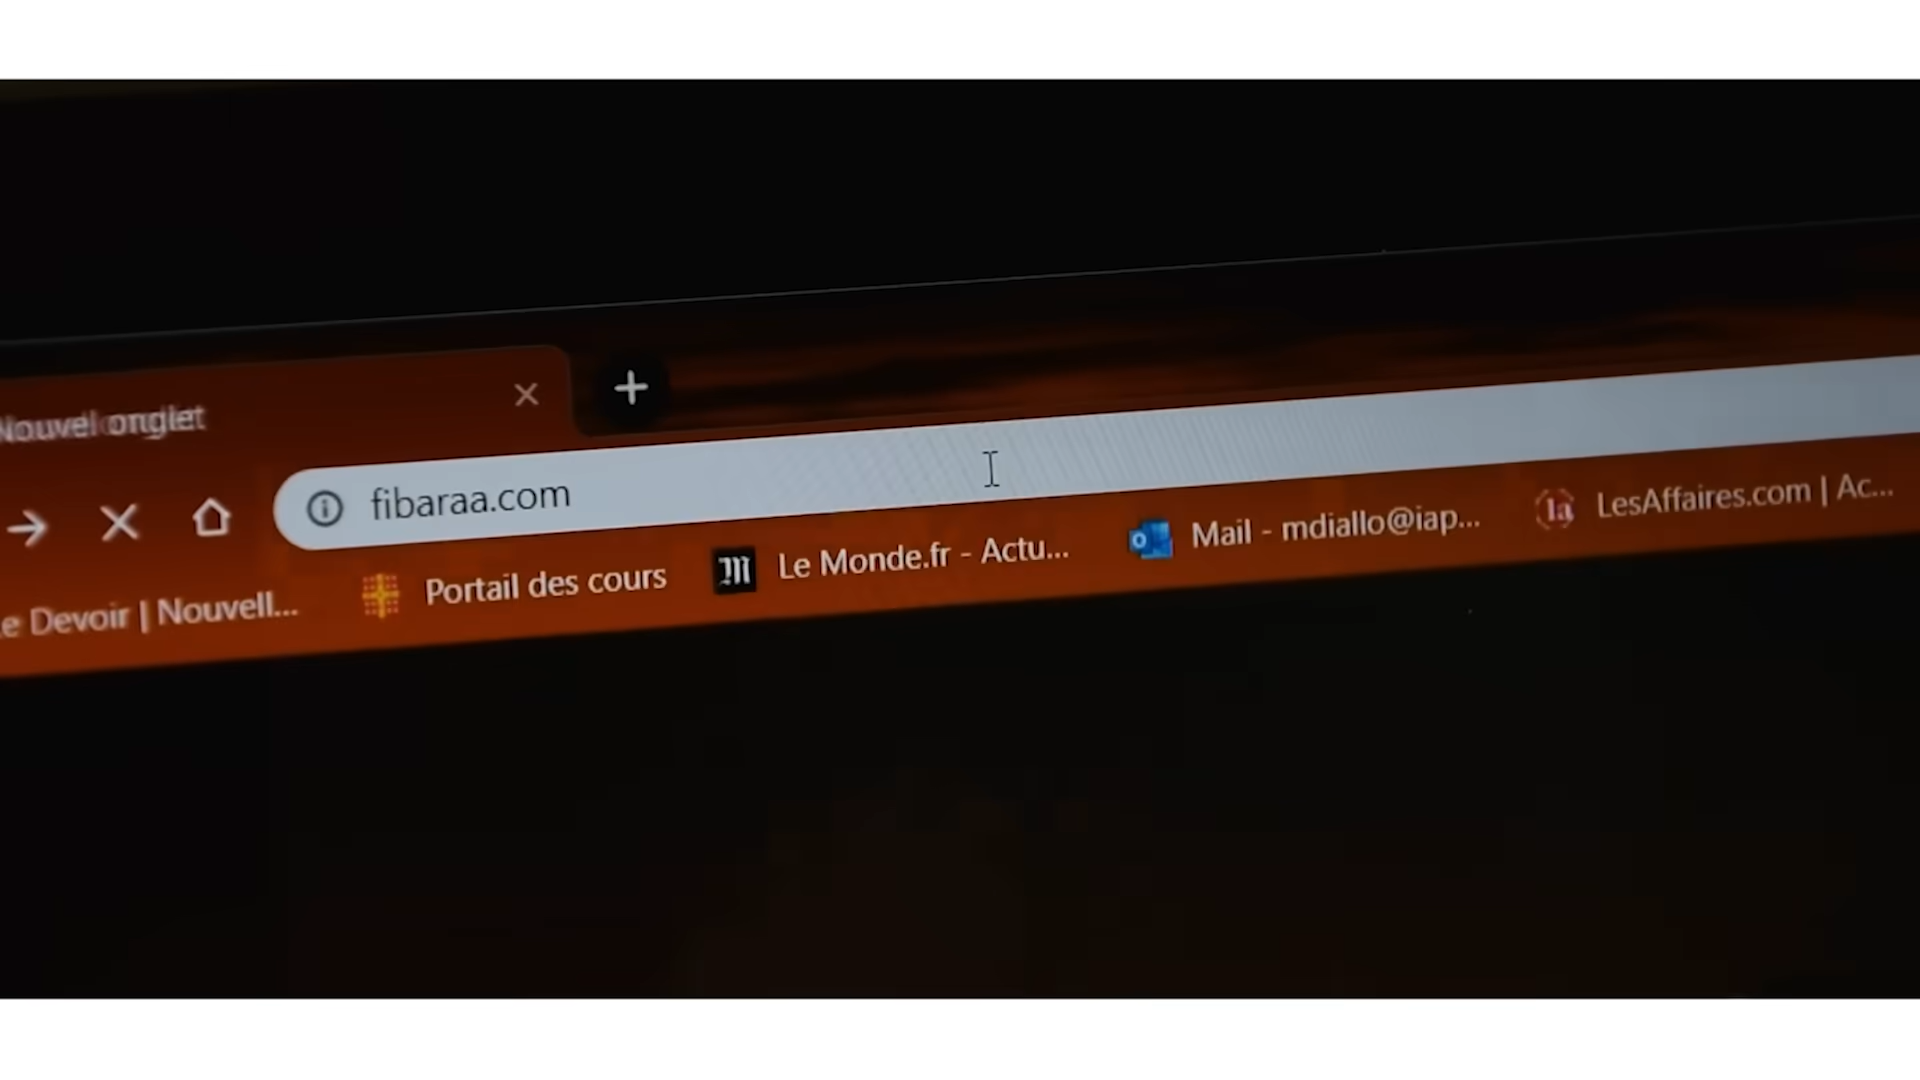 Nouvel onglet
fibaraa.com
e Devoir | Nouvell...
Portail des cours
Le Monde.fr - Actu...
Mail - mdiallo@iap...
LesAffaires.com | Ac...